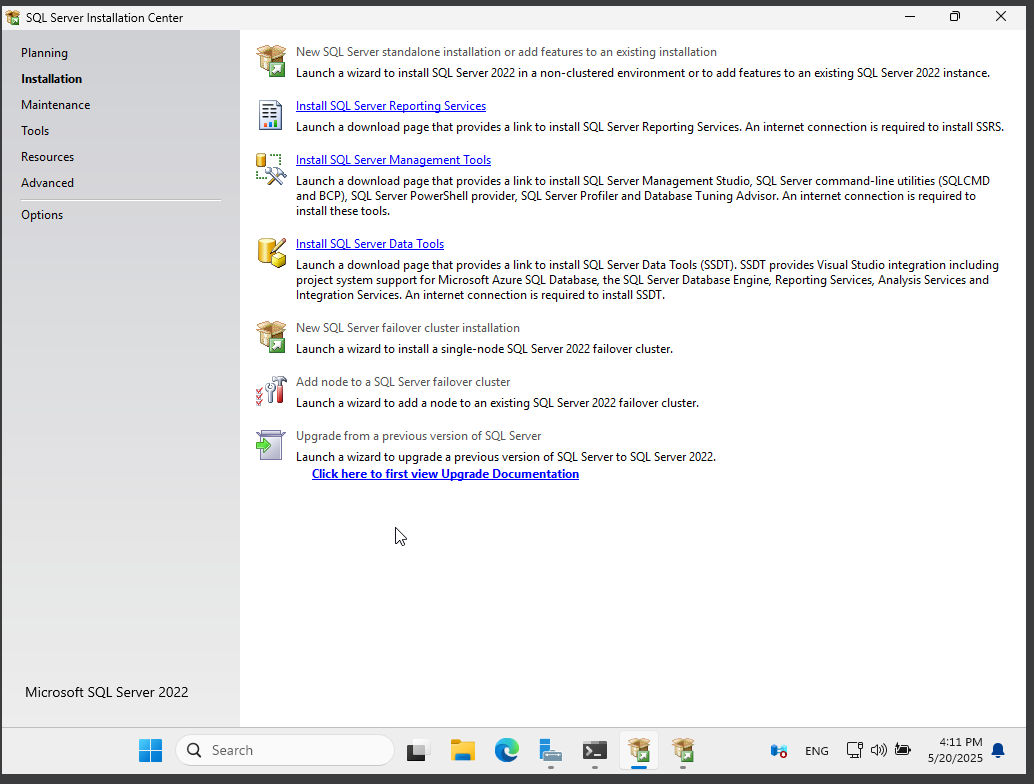 SQL Server Installation Center
Planning
Installation
Maintenance
Tools
Resources
Advanced
Options
New SQL Server standalone installation or add features to an existing installation
Launch a wizard to install SQL Server 2022 in a non-clustered environment or to add features to an existing SQL Server 2022 instance.
Install SQL Server Reporting Services
Launch a download page that provides a link to install SQL Server Reporting Services. An internet connection is required to install SSRS.
Install SQL Server Management Tools
Launch a download page that provides a link to install SQL Server Management Studio, SQL Server command-line utilities (SQLCMD
and BCP), SQL Server PowerShell provider, SQL Server Profiler and Database Tuning Advisor. An internet connection is required to
install these tools.
Install SQL Server Data Tools
Launch a download page that provides a link to install SQL Server Data Tools (SSDT). SSDT provides Visual Studio integration including
project system support for Microsoft Azure SQL Database, the SQL Server Database Engine, Reporting Services, Analysis Services and
Integration Services. An internet connection is required to install SSDT.
New SQL Server failover cluster installation
Launch a wizard to install a single-node SQL Server 2022 failover cluster.
Add node to a SQL Server failover cluster
Launch a wizard to add a node to an existing SQL Server 2022 failover cluster.
Upgrade from a previous version of SQL Server
Launch a wizard to upgrade a previous version of SQL Server to SQL Server 2022.
Click here to first view Upgrade Documentation
Microsoft SQL Server 2022
Search
ENG
4:11 PM
5/20/2025